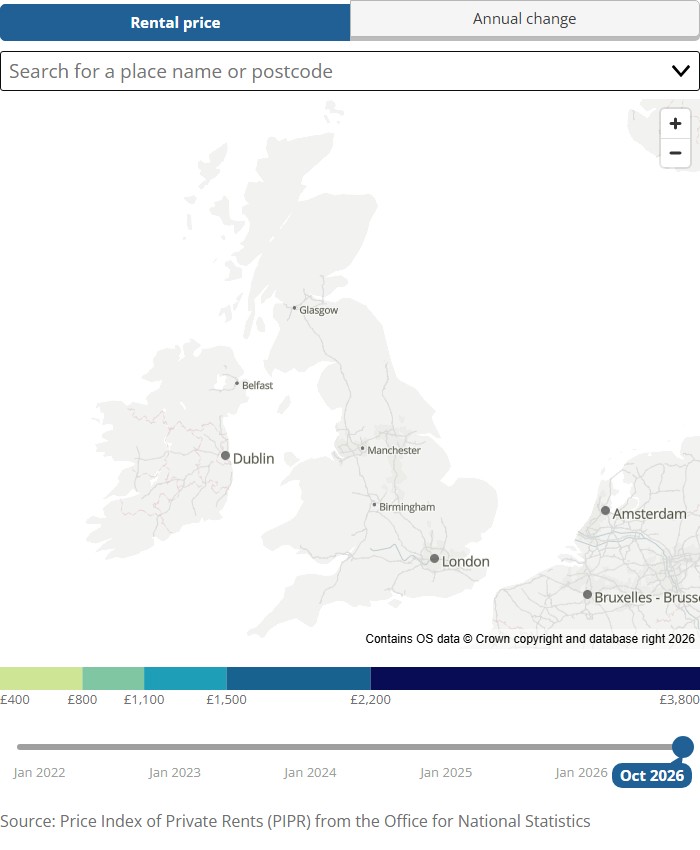 Rental price
Annual change
Search for a place name or postcode
+
−
Glasgow
Belfast
Dublin
Manchester
Birmingham
London
Amsterdam
Bruxelles - Brusse
Contains OS data © Crown copyright and database right 2026
£400 £800 £1,100 £1,500 £2,200 £3,800
Jan 2022 Jan 2023 Jan 2024 Jan 2025 Jan 2026 Oct 2026
Source: Price Index of Private Rents (PIPR) from the Office for National Statistics